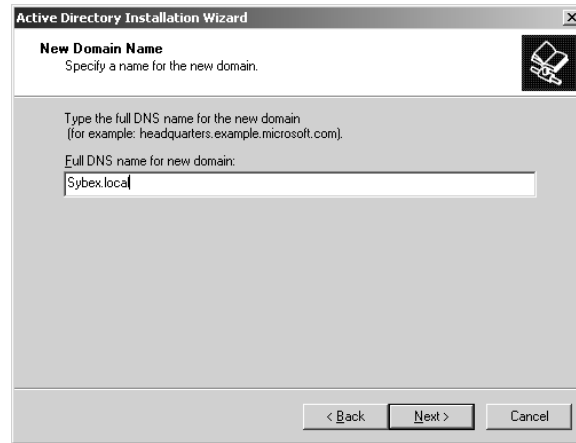 Active Directory Installation Wizard
New Domain Name
Specify a name for the new domain.
Type the full DNS name for the new domain
(for example: headquarters.example.microsoft.com).
Full DNS name for new domain:
Sybex.local
< Back Next > Cancel